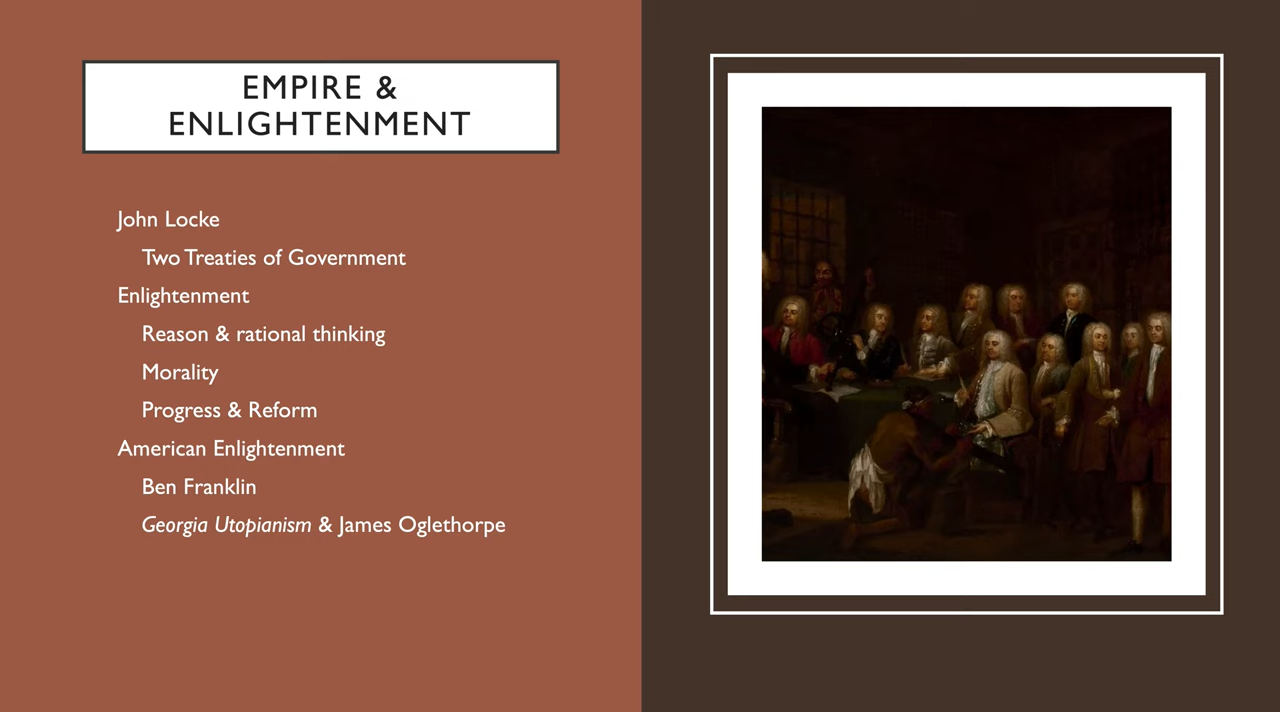 EMPIRE &
ENLIGHTENMENT
John Locke
Two Treaties of Government
Enlightenment
Reason & rational thinking
Morality
Progress & Reform
American Enlightenment
Ben Franklin
Georgia Utopianism & James Oglethorpe